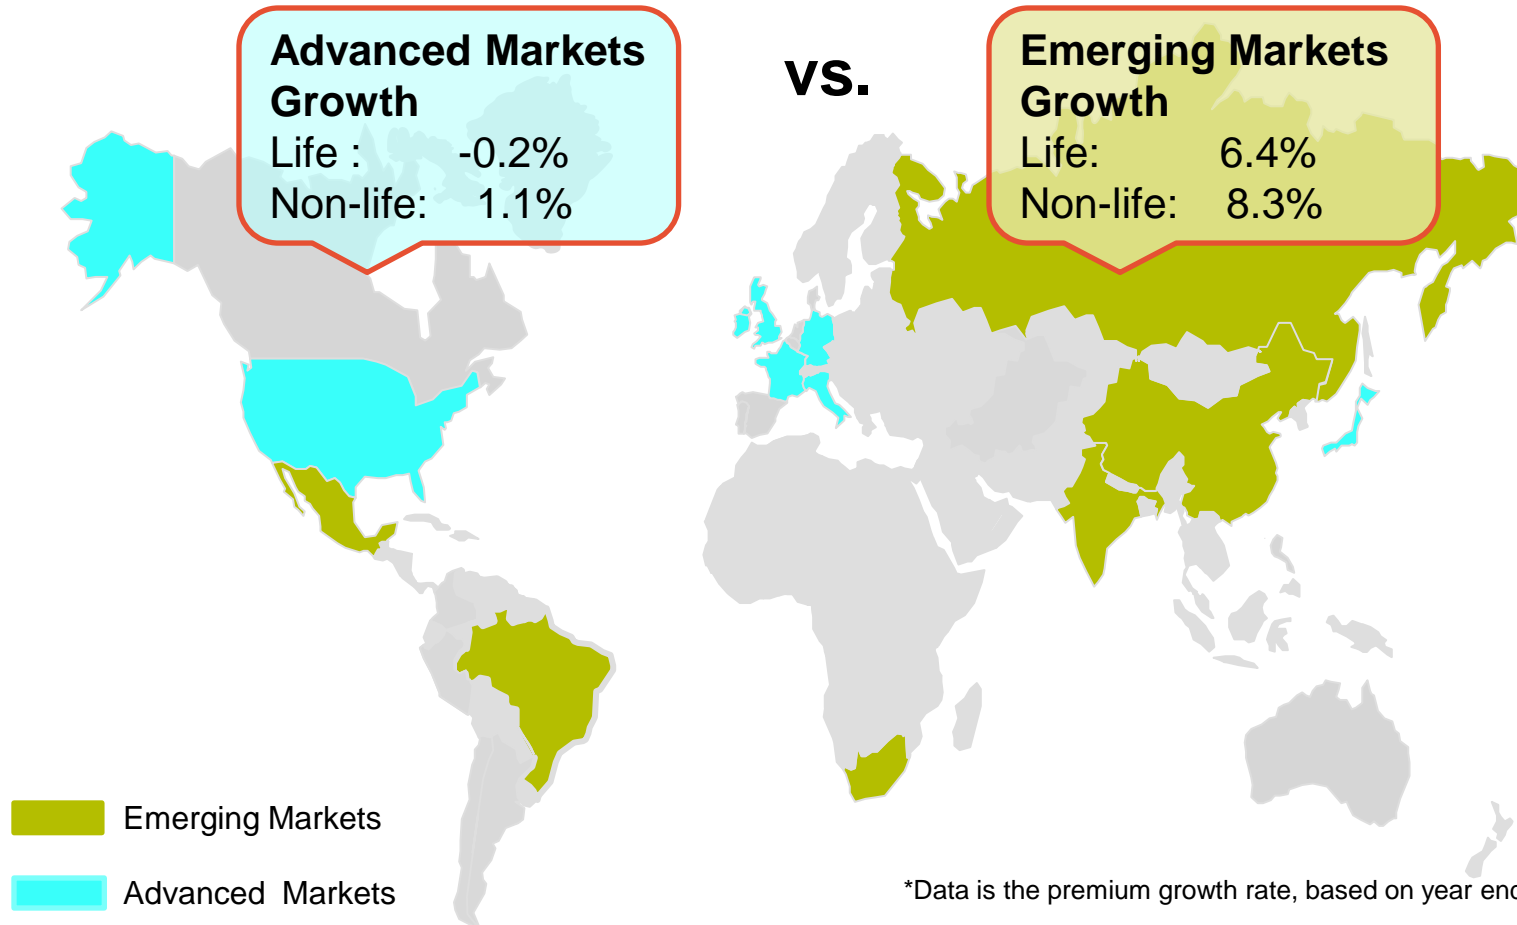 Advanced Markets
Growth
Life : -0.2%
Non-life: 1.1%
vs.
Emerging Markets
Growth
Life: 6.4%
Non-life: 8.3%
Emerging Markets
Advanced Markets
*Data is the premium growth rate, based on year